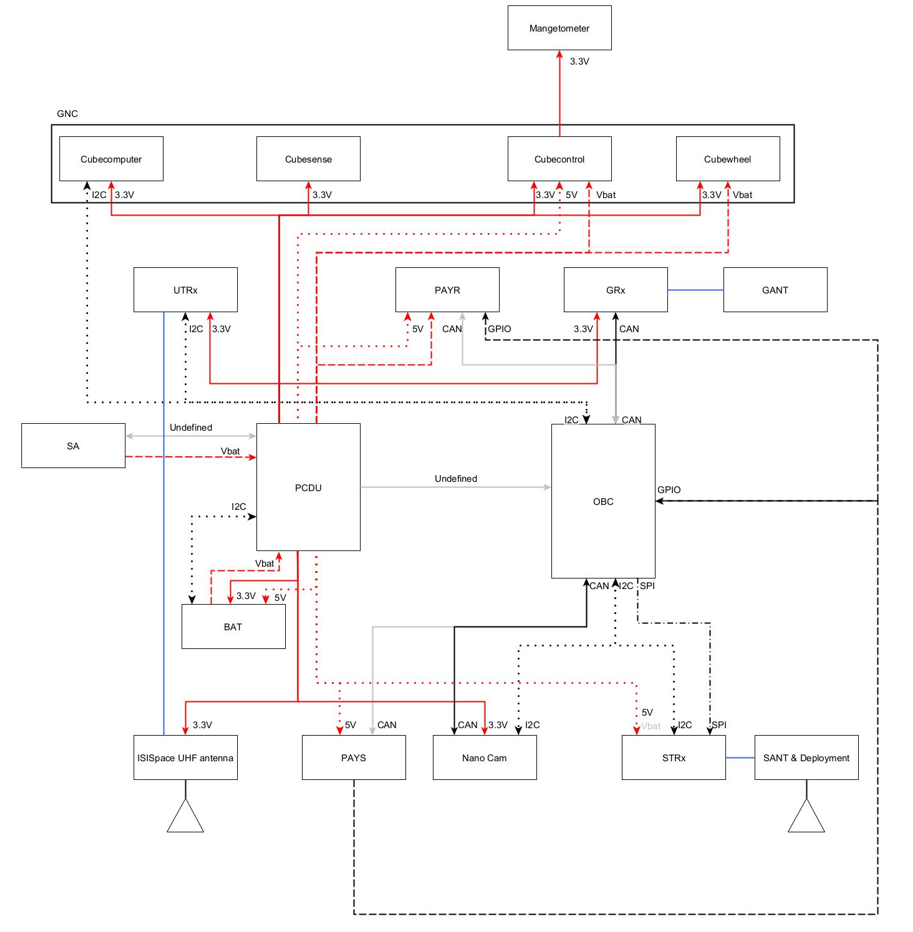 Mangetometer
3.3V
GNC
Cubecomputer
Cubesense
Cubecontrol
Cubewheel
I2C
3.3V
3.3V
3.3V
5V
Vbat
3.3V
Vbat
UTRx
PAYR
GRx
GANT
I2C
3.3V
5V
CAN
GPIO
3.3V
CAN
I2C
CAN
SA
Undefined
Vbat
PCDU
Undefined
OBC
GPIO
I2C
Vbat
3.3V
5V
BAT
CAN
I2C
SPI
3.3V
5V
CAN
CAN
3.3V
I2C
5V
Vbat
I2C
SPI
ISISpace UHF antenna
PAYS
Nano Cam
STRx
SANT & Deployment